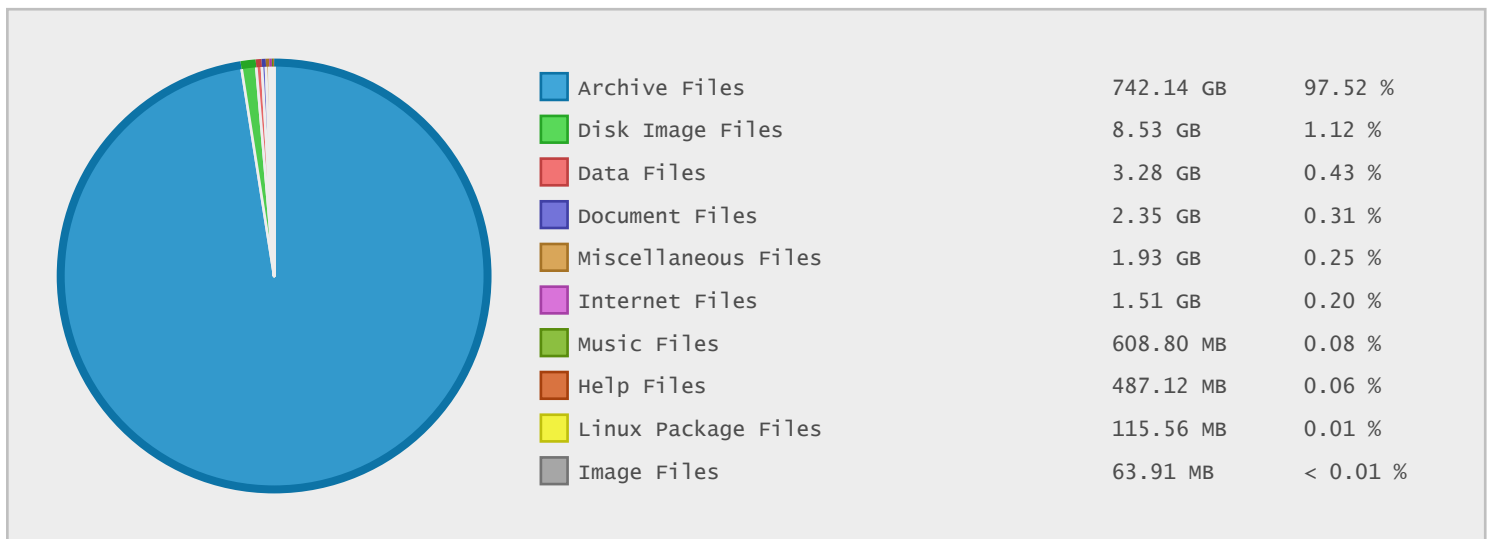 Archive Files 742.14 GB 97.52 %
Disk Image Files 8.53 GB 1.12 %
Data Files 3.28 GB 0.43 %
Document Files 2.35 GB 0.31 %
Miscellaneous Files 1.93 GB 0.25 %
Internet Files 1.51 GB 0.20 %
Music Files 608.80 MB 0.08 %
Help Files 487.12 MB 0.06 %
Linux Package Files 115.56 MB 0.01 %
Image Files 63.91 MB < 0.01 %